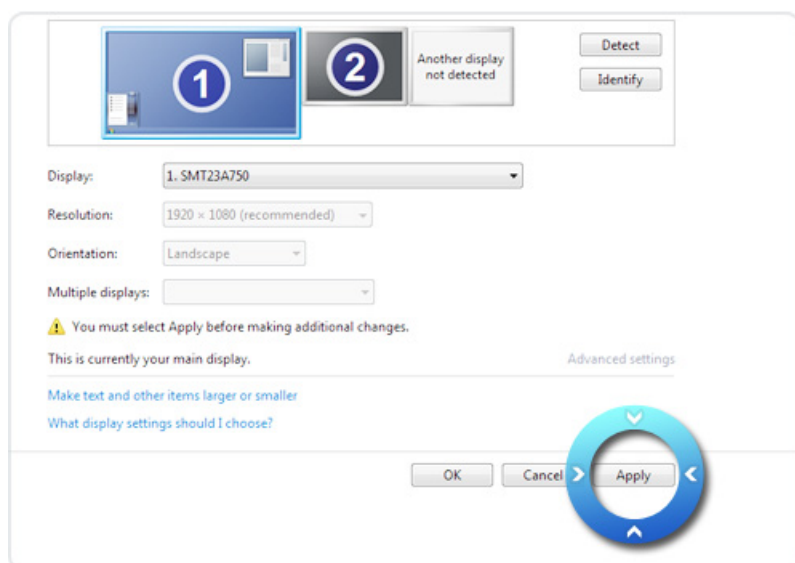 1
2
Another display
not detected
Detect
Identify
Display: 1. SMT23A750
Resolution: 1920 × 1080 (recommended)
Orientation: Landscape
Multiple displays:
You must select Apply before making additional changes.
This is currently your main display. Advanced settings
Make text and other items larger or smaller
What display settings should I choose?
OK Cancel Apply